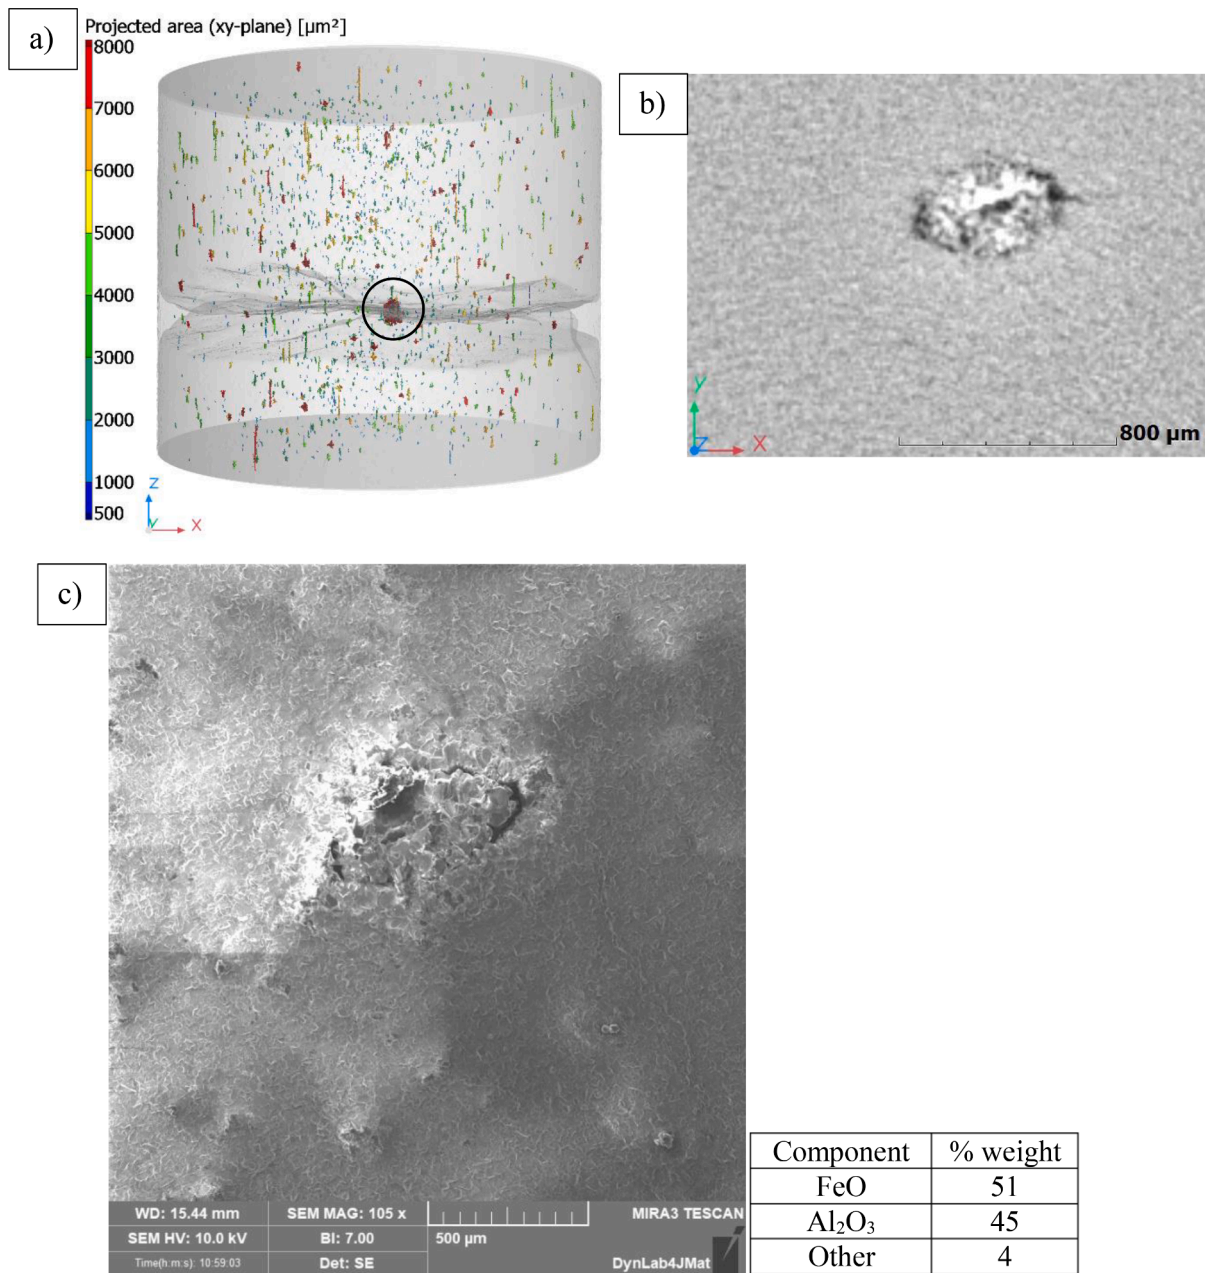 a)
Projected area (xy-plane) [µm²]
8000
7000
6000
5000
4000
3000
2000
1000
500
Z
Y
X
b)
Y
Z
X
800 µm
c)
WD: 15.44 mm
SEM MAG: 105 x
MIRA3 TESCAN
SEM HV: 10.0 kV
BI: 7.00
500 µm
Time(h:m:s): 10:59:03
Det: SE
DynLab4JMat
Component % weight
FeO 51
Al₂O₃ 45
Other 4